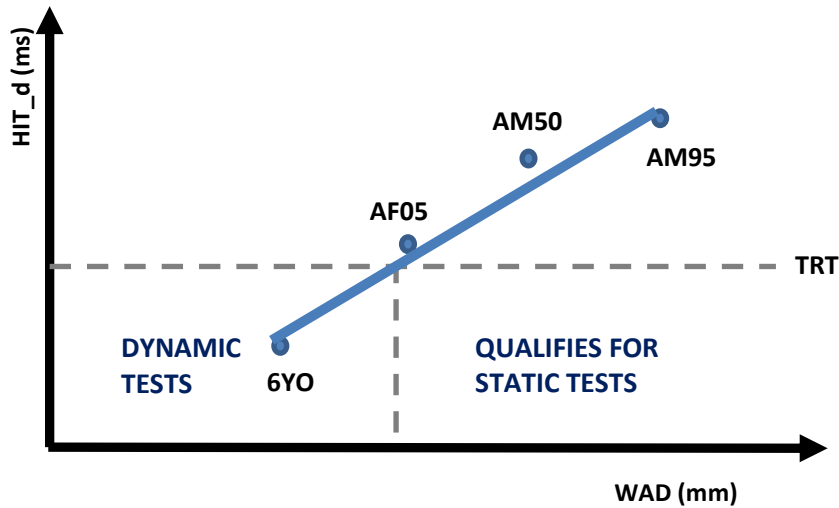 HIT_d (ms)
AM50
AM95
AF05
TRT
DYNAMIC
TESTS
6YO
QUALIFIES FOR
STATIC TESTS
WAD (mm)